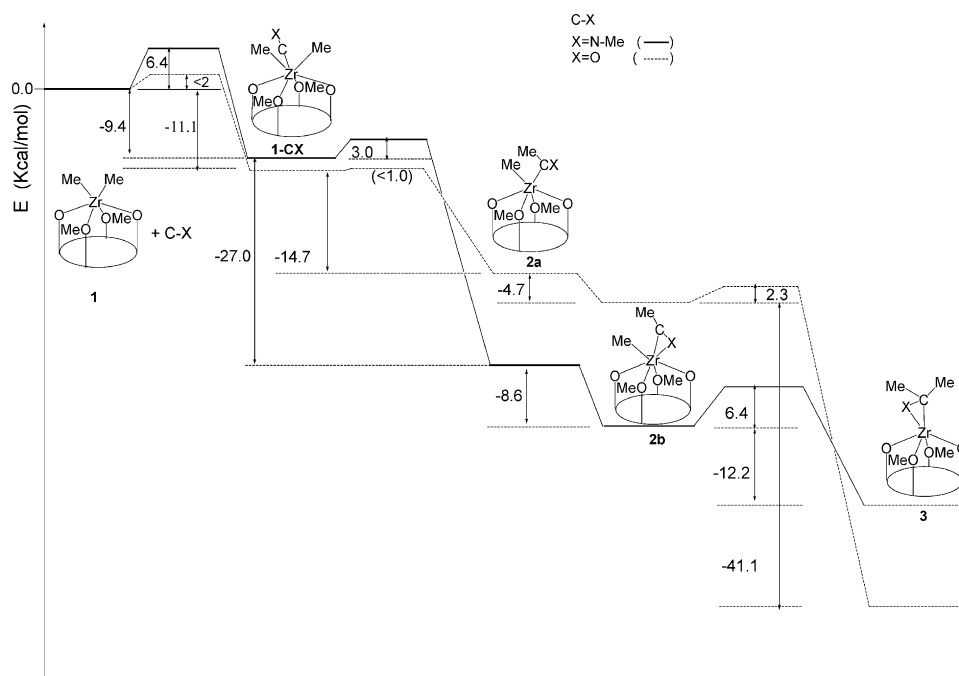 C-X
X=N-Me ( )
X=O ( )
E (Kcal/mol)
0.0
6.4
<2
-9.4
-11.1
X
C
Me Me
Zr
O OMe O
MeO
1-CX
3.0
(<1.0)
Me Me
Zr
O OMe O
MeO
+ C-X
1
-27.0
-14.7
Me
Me CX
Zr
O OMe O
MeO
2a
-4.7
2.3
Me
C
Me X
Zr
O OMe O
MeO
2b
-8.6
6.4
-12.2
-41.1
Me Me
X C
Zr
O OMe O
MeO
3